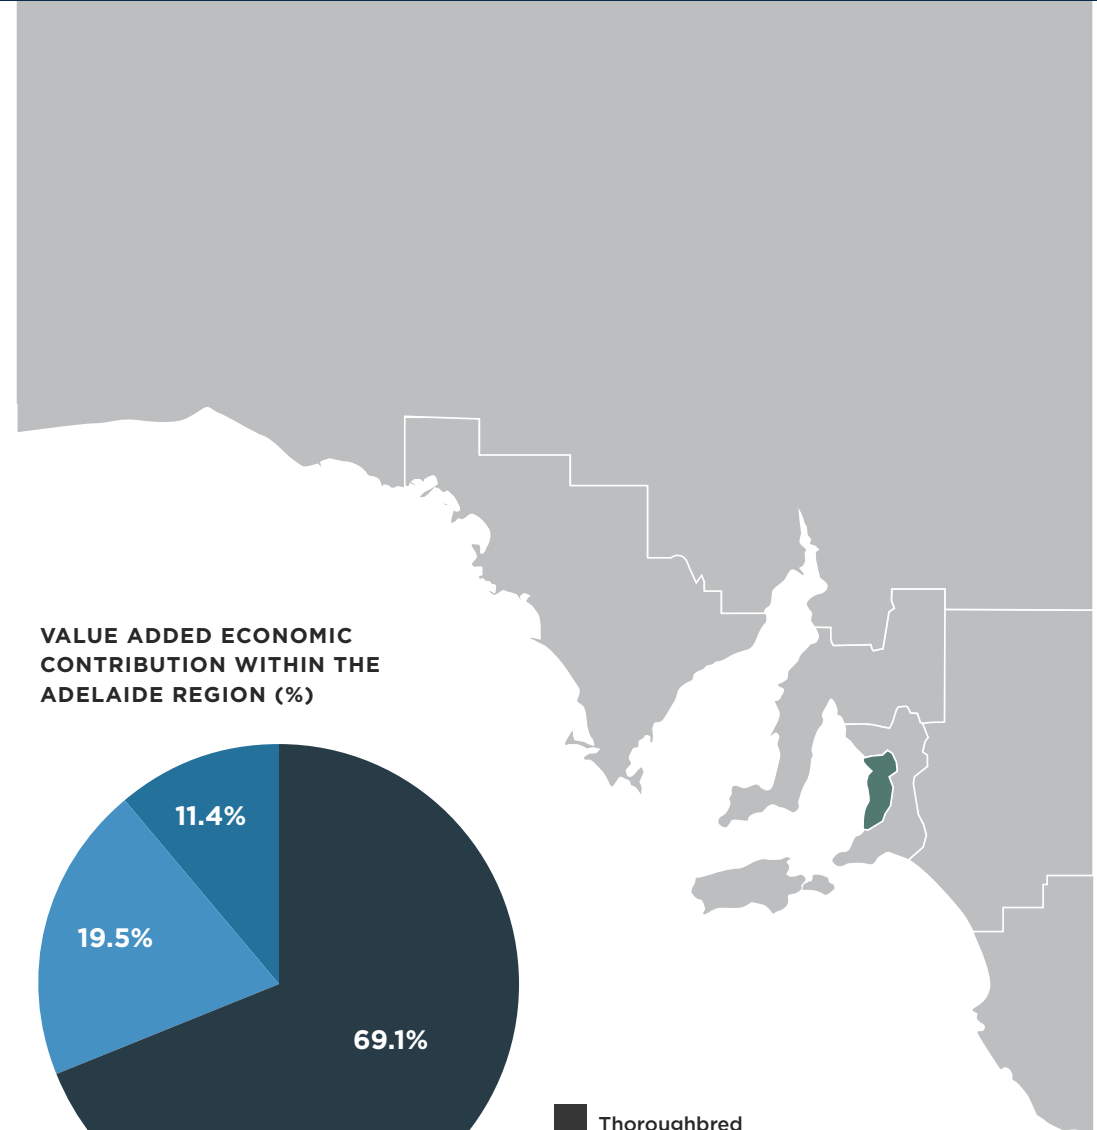 VALUE ADDED ECONOMIC
CONTRIBUTION WITHIN THE
ADELAIDE REGION (%)
11.4%
19.5%
69.1%
Thoroughbred